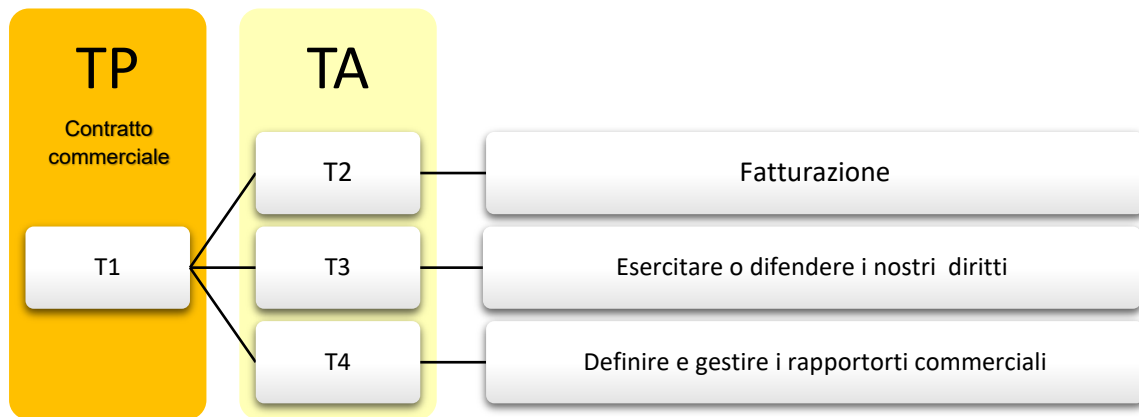 TP
Contratto
commerciale
T1
TA
T2
Fatturazione
T3
Esercitare o difendere i nostri diritti
T4
Definire e gestire i rapportorti commerciali